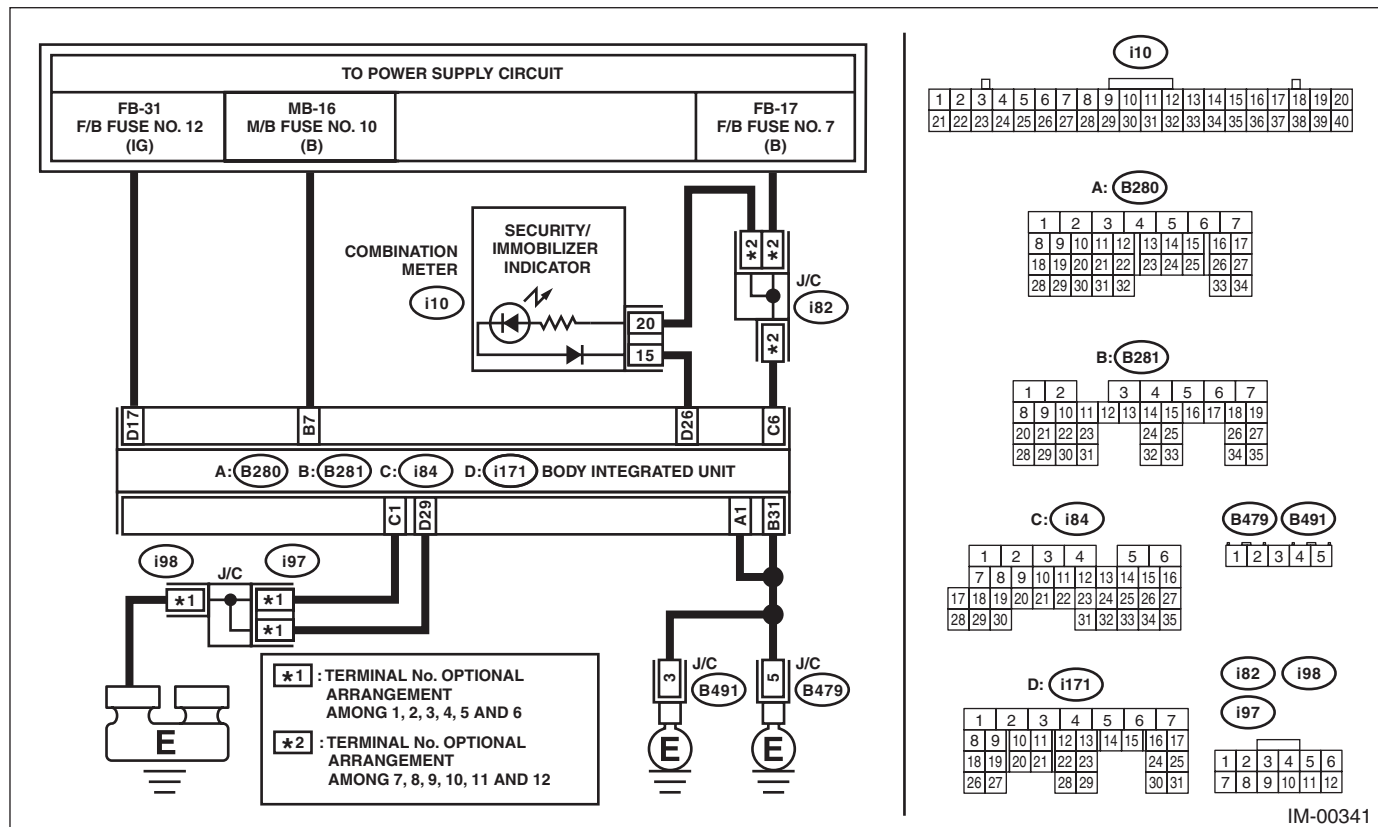 TO POWER SUPPLY CIRCUIT
FB-31
F/B FUSE NO. 12
(IG)
MB-16
M/B FUSE NO. 10
(B)
FB-17
F/B FUSE NO. 7
(B)
COMBINATION
METER
i10
SECURITY/
IMMOBILIZER
INDICATOR
20
15
*2 *2
J/C
i82
*2
D17 B7 D26 C6
A: B280 B: B281 C: i84 D: i171 BODY INTEGRATED UNIT
C1 D29 A1 B31
i98 J/C i97
*1 *1
*1
E
*1 : TERMINAL No. OPTIONAL
ARRANGEMENT
AMONG 1, 2, 3, 4, 5 AND 6
*2 : TERMINAL No. OPTIONAL
ARRANGEMENT
AMONG 7, 8, 9, 10, 11 AND 12
3 J/C
B491
E
5 J/C
B479
E
i10
1 2 3 4 5 6 7 8 9 10 11 12 13 14 15 16 17 18 19 20
21 22 23 24 25 26 27 28 29 30 31 32 33 34 35 36 37 38 39 40
A: B280
1 2 3 4 5 6 7
8 9 10 11 12 13 14 15 16 17
18 19 20 21 22 23 24 25 26 27
28 29 30 31 32 33 34
B: B281
1 2 3 4 5 6 7
8 9 10 11 12 13 14 15 16 17 18 19
20 21 22 23 24 25 26 27
28 29 30 31 32 33 34 35
C: i84
1 2 3 4 5 6
7 8 9 10 11 12 13 14 15 16
17 18 19 20 21 22 23 24 25 26 27
28 29 30 31 32 33 34 35
B479 B491
1 2 3 4 5
D: i171
1 2 3 4 5 6 7
8 9 10 11 12 13 14 15 16 17
18 19 20 21 22 23 24 25
26 27 28 29 30 31
i82 i98
i97
1 2 3 4 5 6
7 8 9 10 11 12
IM-00341